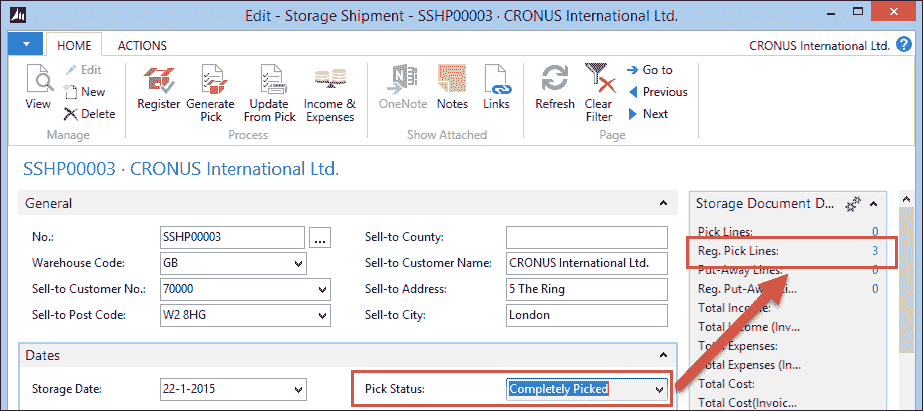 Edit - Storage Shipment - SSHP00003 - CRONUS International Ltd.
HOME ACTIONS CRONUS International Ltd.
View
Edit
New
Delete
Manage
Register
Generate Pick
Update From Pick
Income & Expenses
Process
OneNote
Notes
Links
Show Attached
Refresh
Clear Filter
Go to
Previous
Next
Page
SSHP00003 · CRONUS International Ltd.
General
No.: SSHP00003 ...
Warehouse Code: GB
Sell-to Customer No.: 70000
Sell-to Post Code: W2 8HG
Sell-to County:
Sell-to Customer Name: CRONUS International Ltd.
Sell-to Address: 5 The Ring
Sell-to City: London
Dates
Storage Date: 22-1-2015
Pick Status: Completely Picked
Storage Document D...
Pick Lines: 0
Reg. Pick Lines: 3
Put-Away Lines: 0
Reg. Put-Away Li... 0
Total Income:
Total Income (Inv...
Total Expenses:
Total Expenses (In...
Total Cost:
Total Cost(Invoic...